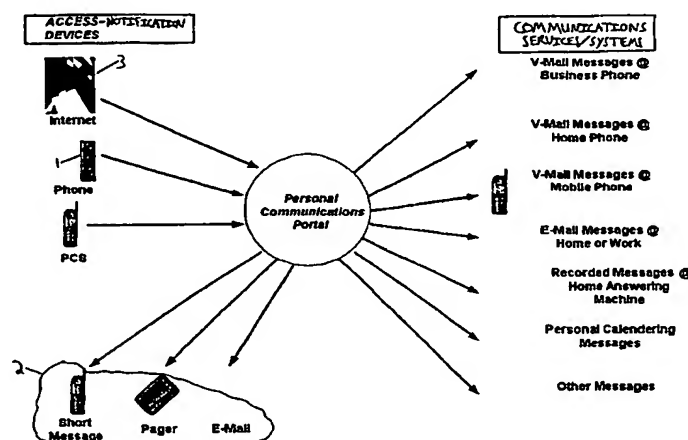 ACCESS-NOTIFICATION
DEVICES
3
Internet
1
Phone
PCS
Personal
Communications
Portal
2
Short
Message
Pager
E-Mail
COMMUNICATIONS
SERVICES/SYSTEMS
V-Mail Messages @
Business Phone
V-Mail Messages @
Home Phone
V-Mail Messages @
Mobile Phone
E-Mail Messages @
Home or Work
Recorded Messages @
Home Answering
Machine
Personal Calendering
Messages
Other Messages